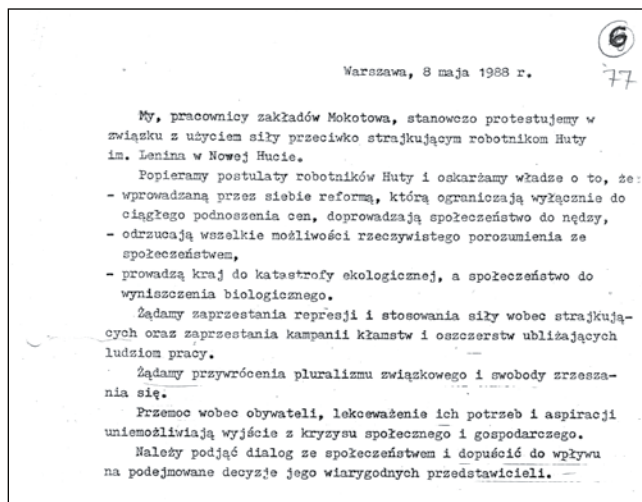 6
77
Warszawa, 8 maja 1988 r.
My, pracownicy zakładów Mokotowa, stanowczo protestujemy w
związku z użyciem siły przeciwko strajkującym robotnikom Huty
im. Lenina w Nowej Hucie.
Popieramy postulaty robotników Huty i oskarżamy władze o to, że:
- wprowadzaną przez siebie reformą, którą ograniczają wyłącznie do
ciągłego podnoszenia cen, doprowadzają społeczeństwo do nędzy,
- odrzucają wszelkie możliwości rzeczywistego porozumienia ze
społeczeństwem,
- prowadzą kraj do katastrofy ekologicznej, a społeczeństwo do
wyniszczenia biologicznego.
Żądamy zaprzestania represji i stosowania siły wobec strajkują-
cych oraz zaprzestania kampanii kłamstw i oszczerstw ubliżających
ludziom pracy.
Żądamy przywrócenia pluralizmu związkowego i swobody zrzesza-
nia się.
Przemoc wobec obywateli, lekceważenie ich potrzeb i aspiracji
uniemożliwiają wyjście z kryzysu społecznego i gospodarczego.
Należy podjąć dialog ze społeczeństwem i dopuścić do wpływu
na podejmowane decyzje jego wiarygodnych przedstawicieli.